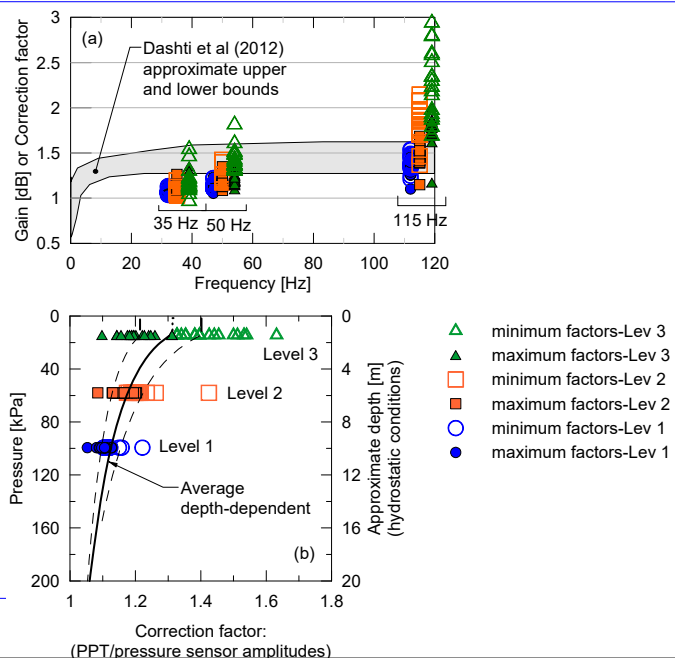 (a)
Dashti et al (2012)
approximate upper
and lower bounds
3
2.5
2
1.5
1
0.5
Gain [dB] or Correction factor
35 Hz
50 Hz
115 Hz
0
20
40
60
80
100
120
Frequency [Hz]
0
40
80
120
160
200
Pressure [kPa]
0
4
8
12
16
20
Approximate depth [m]
(hydrostatic conditions)
Level 3
Level 2
Level 1
Average
depth-dependent
(b)
1
1.2
1.4
1.6
1.8
Correction factor:
(PPT/pressure sensor amplitudes)
minimum factors-Lev 3
maximum factors-Lev 3
minimum factors-Lev 2
maximum factors-Lev 2
minimum factors-Lev 1
maximum factors-Lev 1